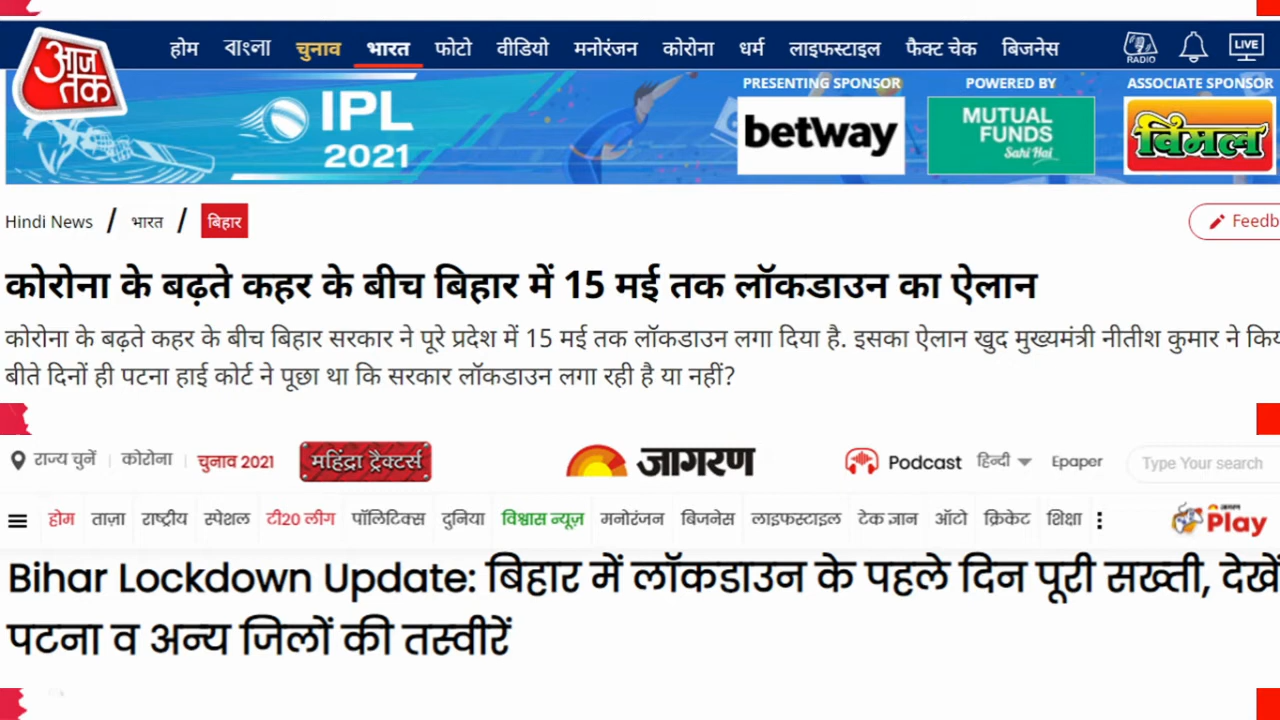 आज तक
होम বাংলা चुनाव भारत फोटो वीडियो मनोरंजन कोरोना धर्म लाइफस्टाइल फैक्ट चेक बिजनेस RADIO LIVE
PRESENTING SPONSOR POWERED BY ASSOCIATE SPONSOR
IPL 2021
betway
MUTUAL FUNDS Sahi Hai
विमल
Hindi News / भारत / बिहार
Feedb
कोरोना के बढ़ते कहर के बीच बिहार में 15 मई तक लॉकडाउन का ऐलान
कोरोना के बढ़ते कहर के बीच बिहार सरकार ने पूरे प्रदेश में 15 मई तक लॉकडाउन लगा दिया है. इसका ऐलान खुद मुख्यमंत्री नीतीश कुमार ने
बीते दिनों ही पटना हाई कोर्ट ने पूछा था कि सरकार लॉकडाउन लगा रही है या नहीं?
राज्य चुनें कोरोना चुनाव 2021 महिंद्रा ट्रैक्टर्स जागरण Podcast हिन्दी Epaper Type Your search
होम ताज़ा राष्ट्रीय स्पेशल टी20 लीग पॉलिटिक्स दुनिया विश्वास न्यूज़ मनोरंजन बिजनेस लाइफस्टाइल टेक ज्ञान ऑटो क्रिकेट शिक्षा Play
Bihar Lockdown Update: बिहार में लॉकडाउन के पहले दिन पूरी सख्ती, देखें
पटना व अन्य जिलों की तस्वीरें